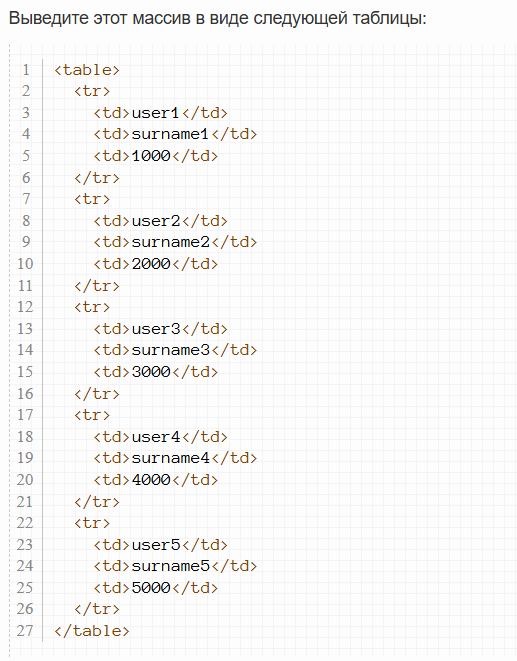 Выведите этот массив в виде следующей таблицы:
1 <table>
2 <tr>
3 <td>user1</td>
4 <td>surname1</td>
5 <td>1000</td>
6 </tr>
7 <tr>
8 <td>user2</td>
9 <td>surname2</td>
10 <td>2000</td>
11 </tr>
12 <tr>
13 <td>user3</td>
14 <td>surname3</td>
15 <td>3000</td>
16 </tr>
17 <tr>
18 <td>user4</td>
19 <td>surname4</td>
20 <td>4000</td>
21 </tr>
22 <tr>
23 <td>user5</td>
24 <td>surname5</td>
25 <td>5000</td>
26 </tr>
27 </table>